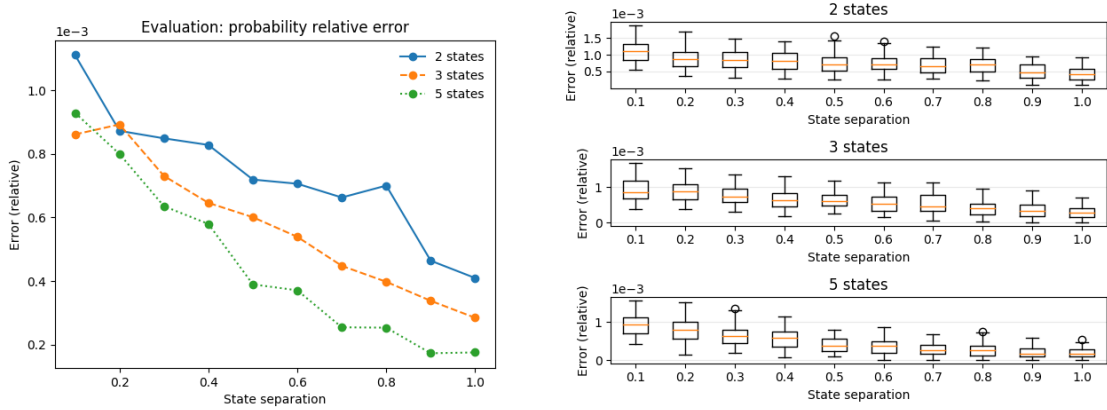 Evaluation: probability relative error
1e−3
2 states
3 states
5 states
1.0
0.8
0.6
0.4
0.2
Error (relative)
0.2 0.4 0.6 0.8 1.0
State separation
2 states
1e−3
1.5
1.0
0.5
Error (relative)
0.1 0.2 0.3 0.4 0.5 0.6 0.7 0.8 0.9 1.0
State separation
3 states
1e−3
1
0
Error (relative)
0.1 0.2 0.3 0.4 0.5 0.6 0.7 0.8 0.9 1.0
State separation
5 states
1e−3
1
0
Error (relative)
0.1 0.2 0.3 0.4 0.5 0.6 0.7 0.8 0.9 1.0
State separation